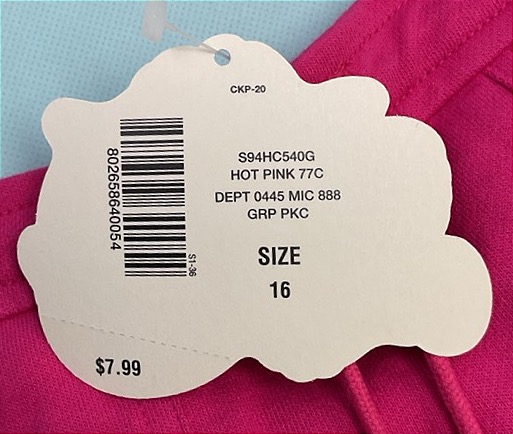 CKP-20
802658640054
S1-36
S94HC540G
HOT PINK 77C
DEPT 0445 MIC 888
GRP PKC
SIZE
16
$7.99